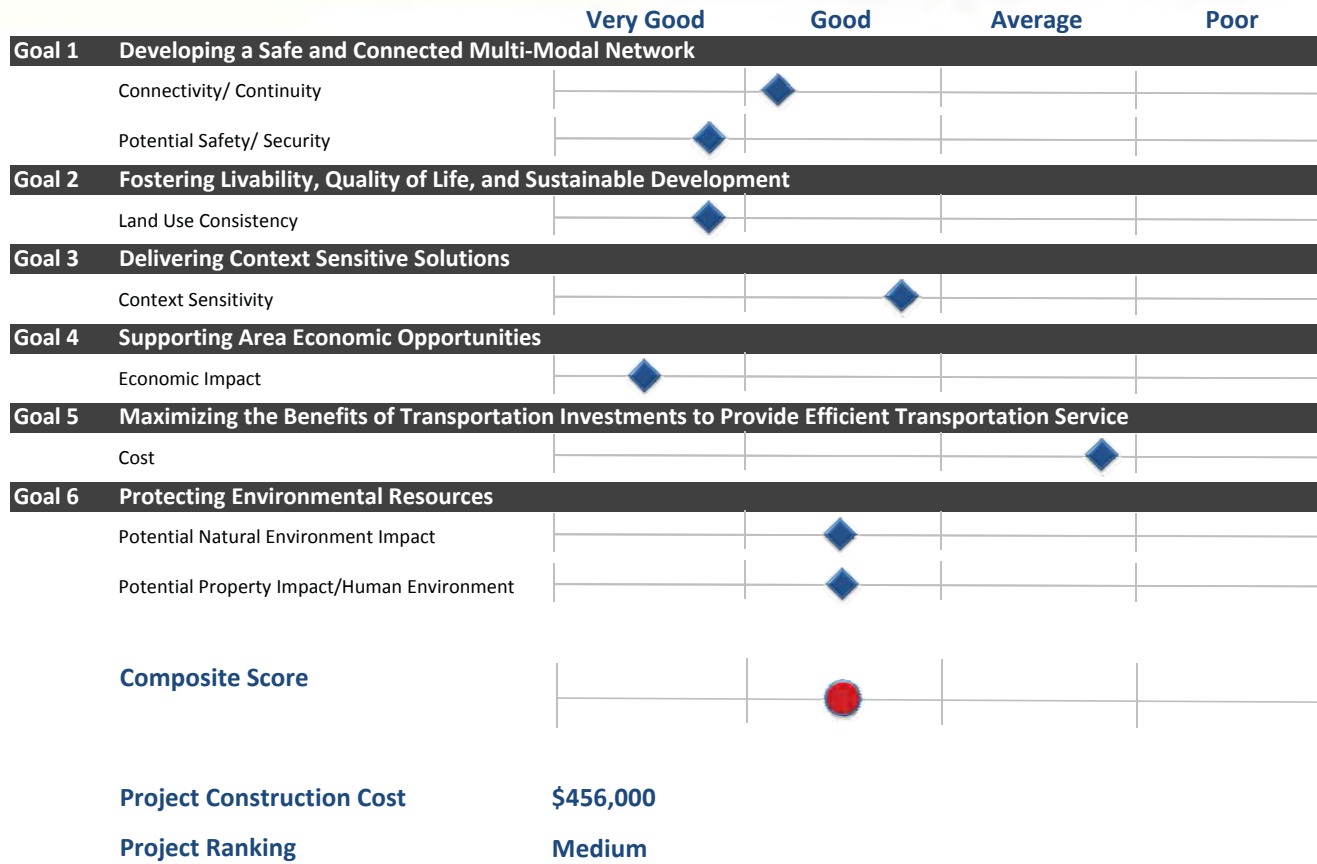 Very Good Good Average Poor
Goal 1 Developing a Safe and Connected Multi-Modal Network
Connectivity/ Continuity
Potential Safety/ Security
Goal 2 Fostering Livability, Quality of Life, and Sustainable Development
Land Use Consistency
Goal 3 Delivering Context Sensitive Solutions
Context Sensitivity
Goal 4 Supporting Area Economic Opportunities
Economic Impact
Goal 5 Maximizing the Benefits of Transportation Investments to Provide Efficient Transportation Service
Cost
Goal 6 Protecting Environmental Resources
Potential Natural Environment Impact
Potential Property Impact/Human Environment
Composite Score
Project Construction Cost $456,000
Project Ranking Medium